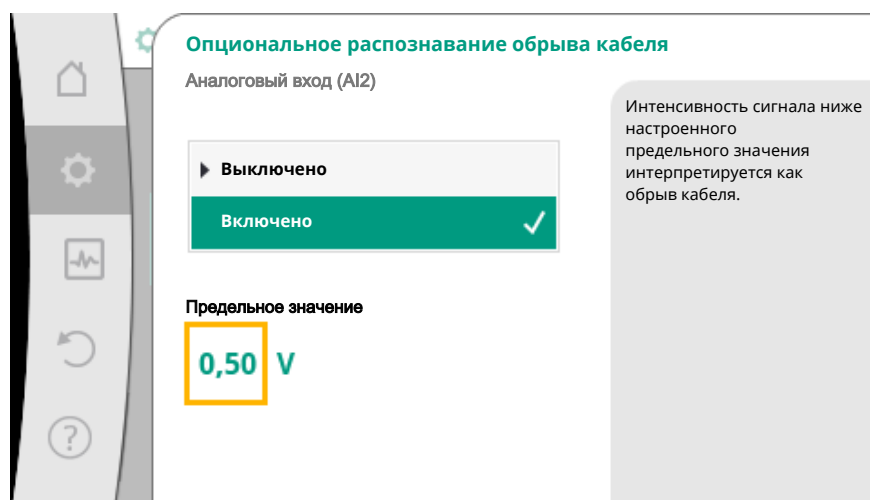 Опциональное распознавание обрыва кабеля
Аналоговый вход (AI2)
Выключено
Включено
Предельное значение
0,50 V
Интенсивность сигнала ниже
настроенного
предельного значения
интерпретируется как
обрыв кабеля.
?